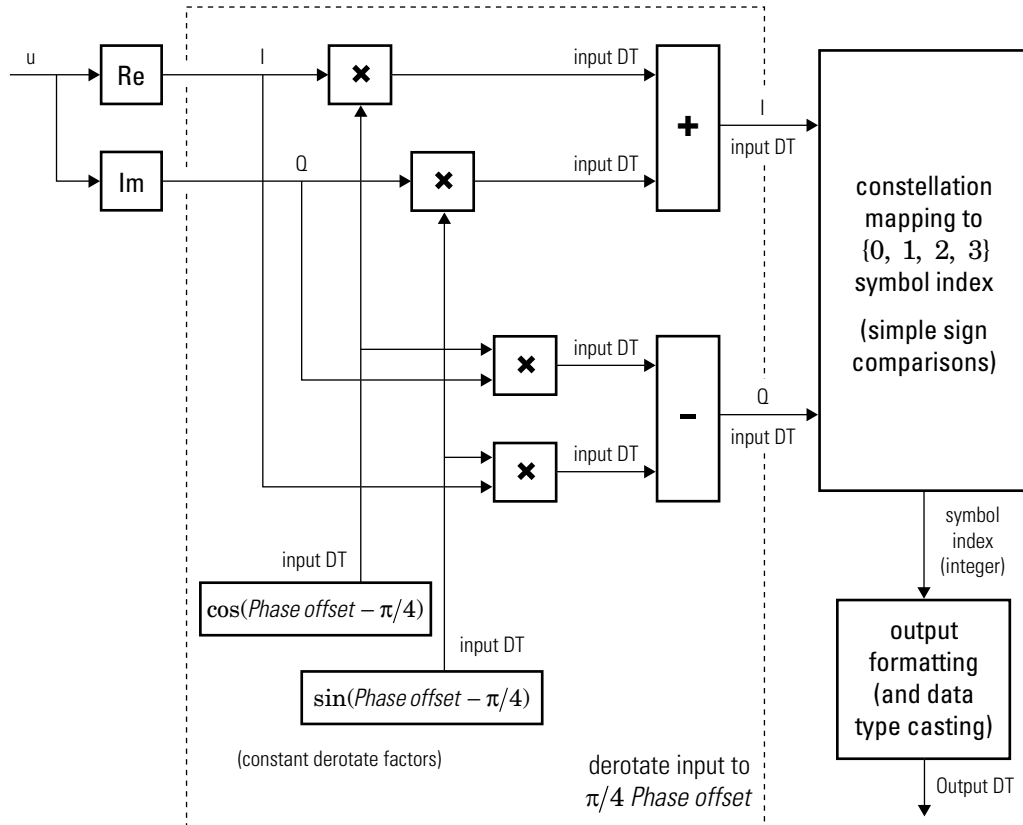 u
Re
I
×
input DT
+
I
input DT
Im
Q
×
input DT
constellation
mapping to
{0, 1, 2, 3}
symbol index
(simple sign
comparisons)
×
input DT
−
Q
input DT
×
input DT
symbol
index
(integer)
input DT
cos(Phase offset − π/4)
input DT
sin(Phase offset − π/4)
output
formatting
(and data
type casting)
(constant derotate factors)
derotate input to
π/4 Phase offset
Output DT